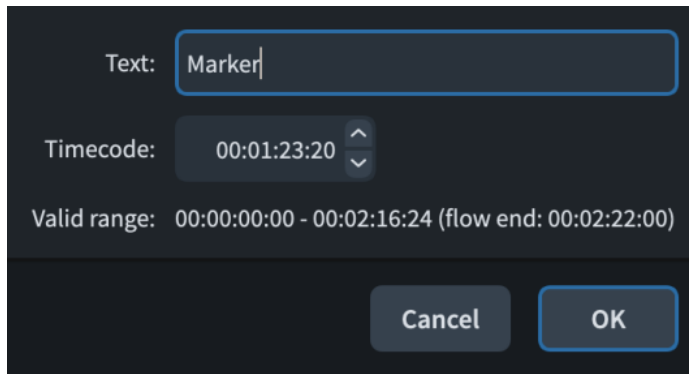 Text: Marker
Timecode: 00:01:23:20
Valid range: 00:00:00:00 - 00:02:16:24 (flow end: 00:02:22:00)
Cancel OK